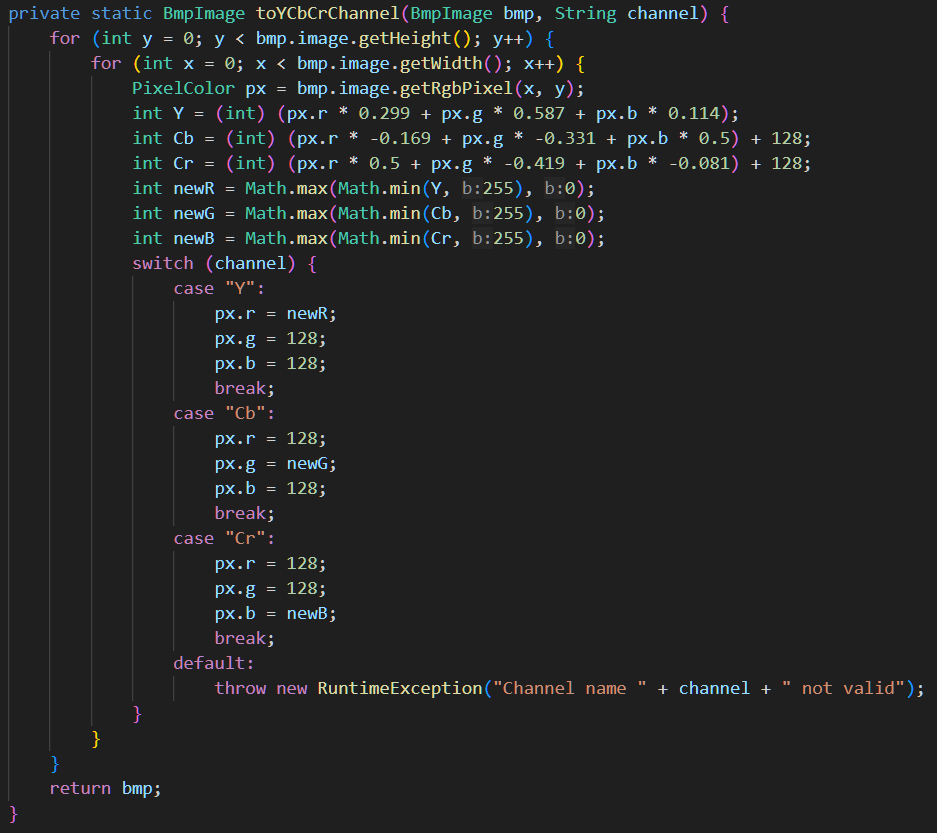 private static BmpImage toYCbCrChannel(BmpImage bmp, String channel) {
    for (int y = 0; y < bmp.image.getHeight(); y++) {
        for (int x = 0; x < bmp.image.getWidth(); x++) {
            PixelColor px = bmp.image.getRgbPixel(x, y);
            int Y = (int) (px.r * 0.299 + px.g * 0.587 + px.b * 0.114);
            int Cb = (int) (px.r * -0.169 + px.g * -0.331 + px.b * 0.5) + 128;
            int Cr = (int) (px.r * 0.5 + px.g * -0.419 + px.b * -0.081) + 128;
            int newR = Math.max(Math.min(Y, b:255), b:0);
            int newG = Math.max(Math.min(Cb, b:255), b:0);
            int newB = Math.max(Math.min(Cr, b:255), b:0);
            switch (channel) {
                case "Y":
                    px.r = newR;
                    px.g = 128;
                    px.b = 128;
                    break;
                case "Cb":
                    px.r = 128;
                    px.g = newG;
                    px.b = 128;
                    break;
                case "Cr":
                    px.r = 128;
                    px.g = 128;
                    px.b = newB;
                    break;
                default:
                    throw new RuntimeException("Channel name " + channel + " not valid");
            }
        }
    }
    return bmp;
}